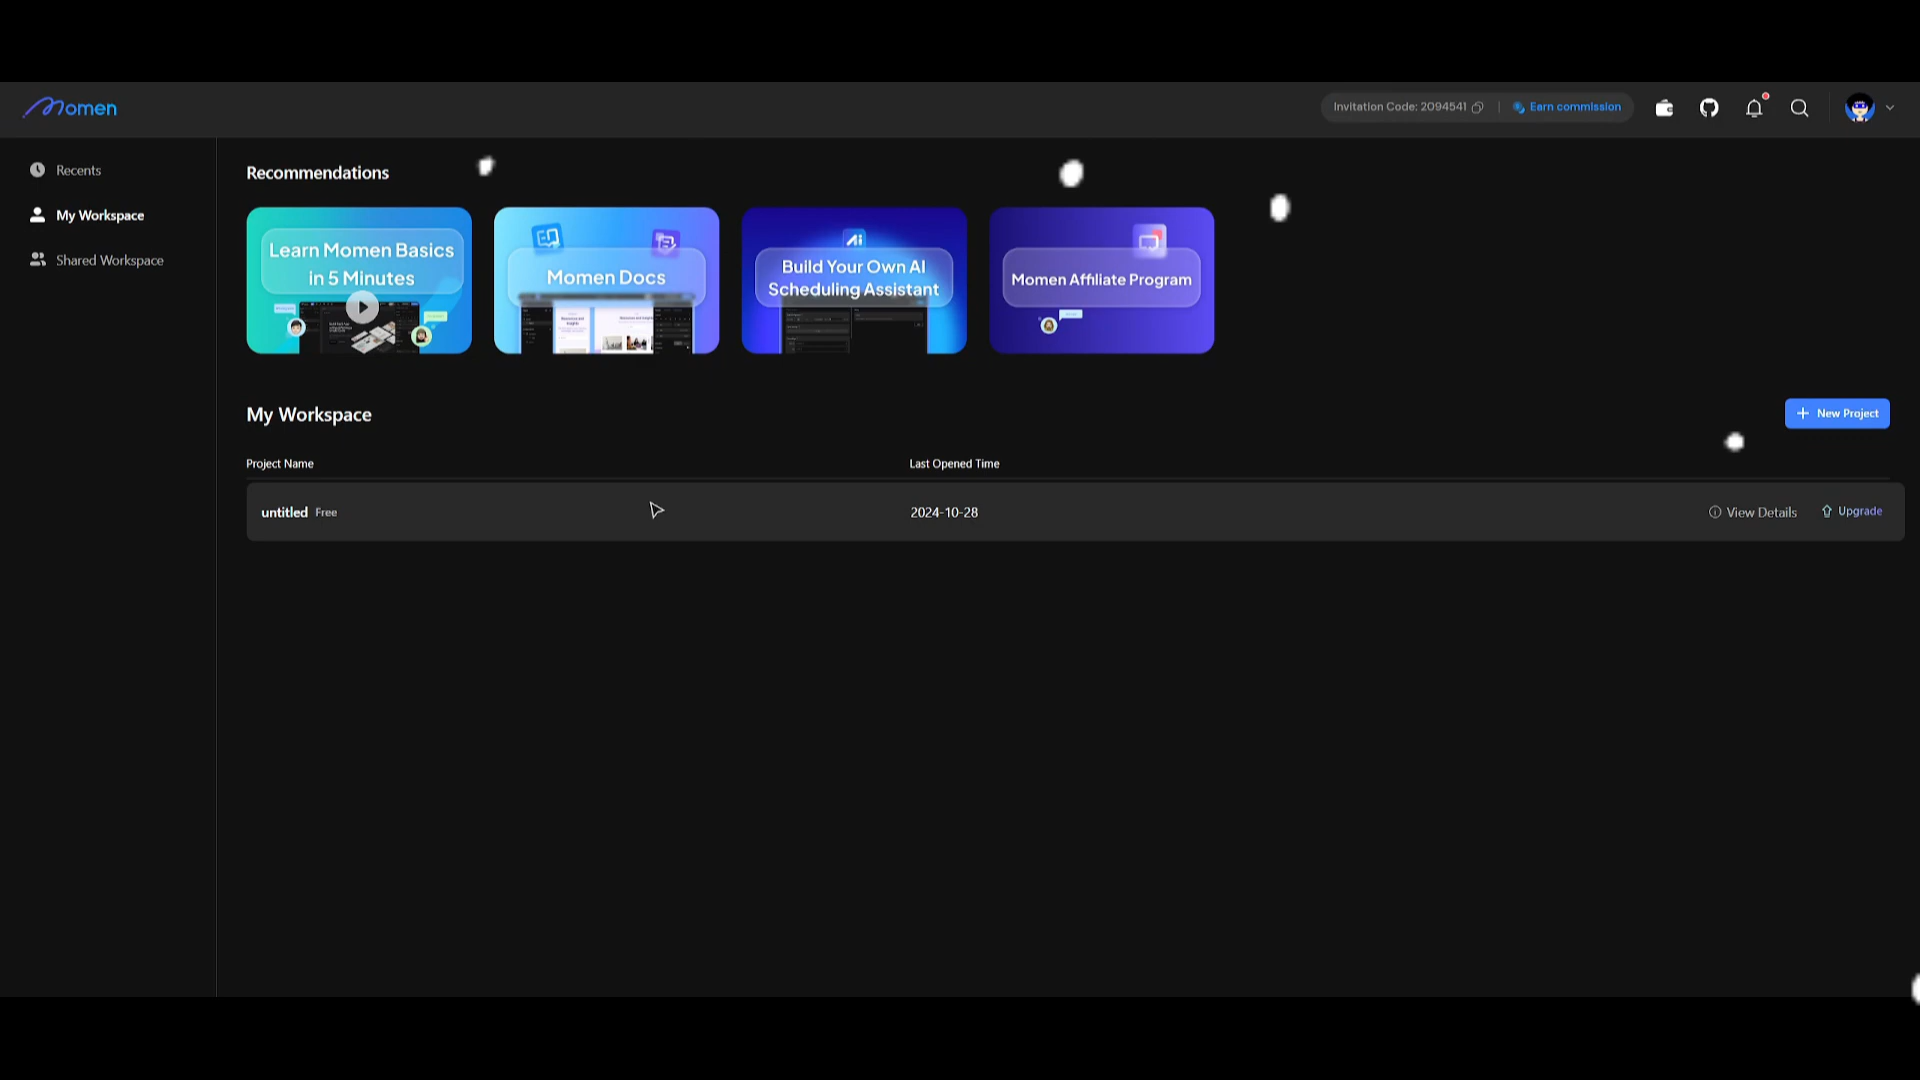 Momen
Invitation Code: 2094541 | Earn commission
Recents
My Workspace
Shared Workspace
Recommendations
Learn Momen Basics
in 5 Minutes
Momen Docs
Ai
Build Your Own AI
Scheduling Assistant
Momen Affiliate Program
My Workspace
+ New Project
Project Name Last Opened Time
untitled Free 2024-10-28 View Details Upgrade